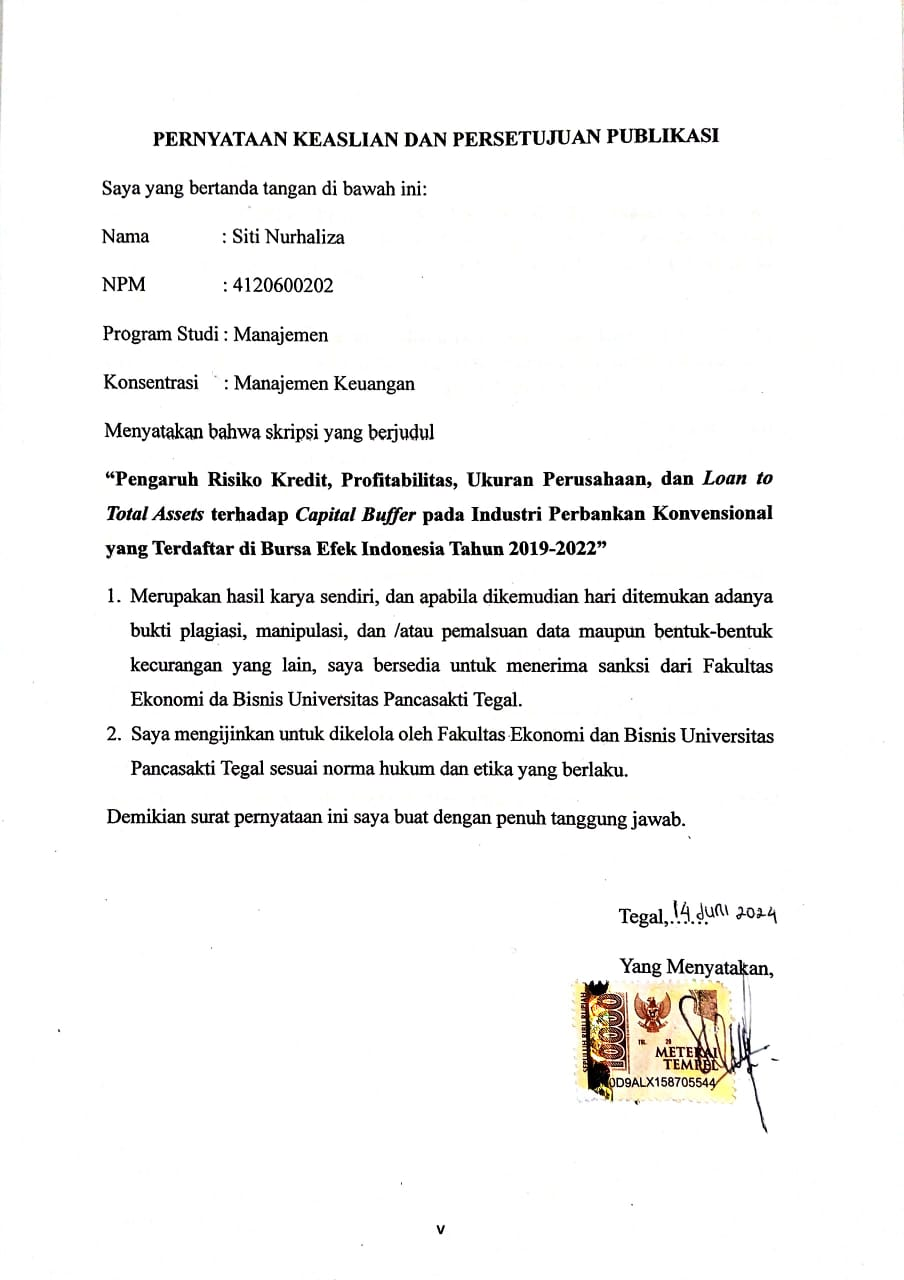 PERNYATAAN KEASLIAN DAN PERSETUJUAN PUBLIKASI
Saya yang bertanda tangan di bawah ini:
Nama : Siti Nurhaliza
NPM : 4120600202
Program Studi : Manajemen
Konsentrasi : Manajemen Keuangan
Menyatakan bahwa skripsi yang berjudul
“Pengaruh Risiko Kredit, Profitabilitas, Ukuran Perusahaan, dan Loan to
Total Assets terhadap Capital Buffer pada Industri Perbankan Konvensional
yang Terdaftar di Bursa Efek Indonesia Tahun 2019-2022”
1. Merupakan hasil karya sendiri, dan apabila dikemudian hari ditemukan adanya
bukti plagiasi, manipulasi, dan /atau pemalsuan data maupun bentuk-bentuk
kecurangan yang lain, saya bersedia untuk menerima sanksi dari Fakultas
Ekonomi da Bisnis Universitas Pancasakti Tegal.
2. Saya mengijinkan untuk dikelola oleh Fakultas Ekonomi dan Bisnis Universitas
Pancasakti Tegal sesuai norma hukum dan etika yang berlaku.
Demikian surat pernyataan ini saya buat dengan penuh tanggung jawab.
Tegal, 14 Juni 2024
Yang Menyatakan,
SEPULUH RIBU RUPIAH
10000
TGL. 20
METERAI
TEMPEL
0D9ALX158705544
v